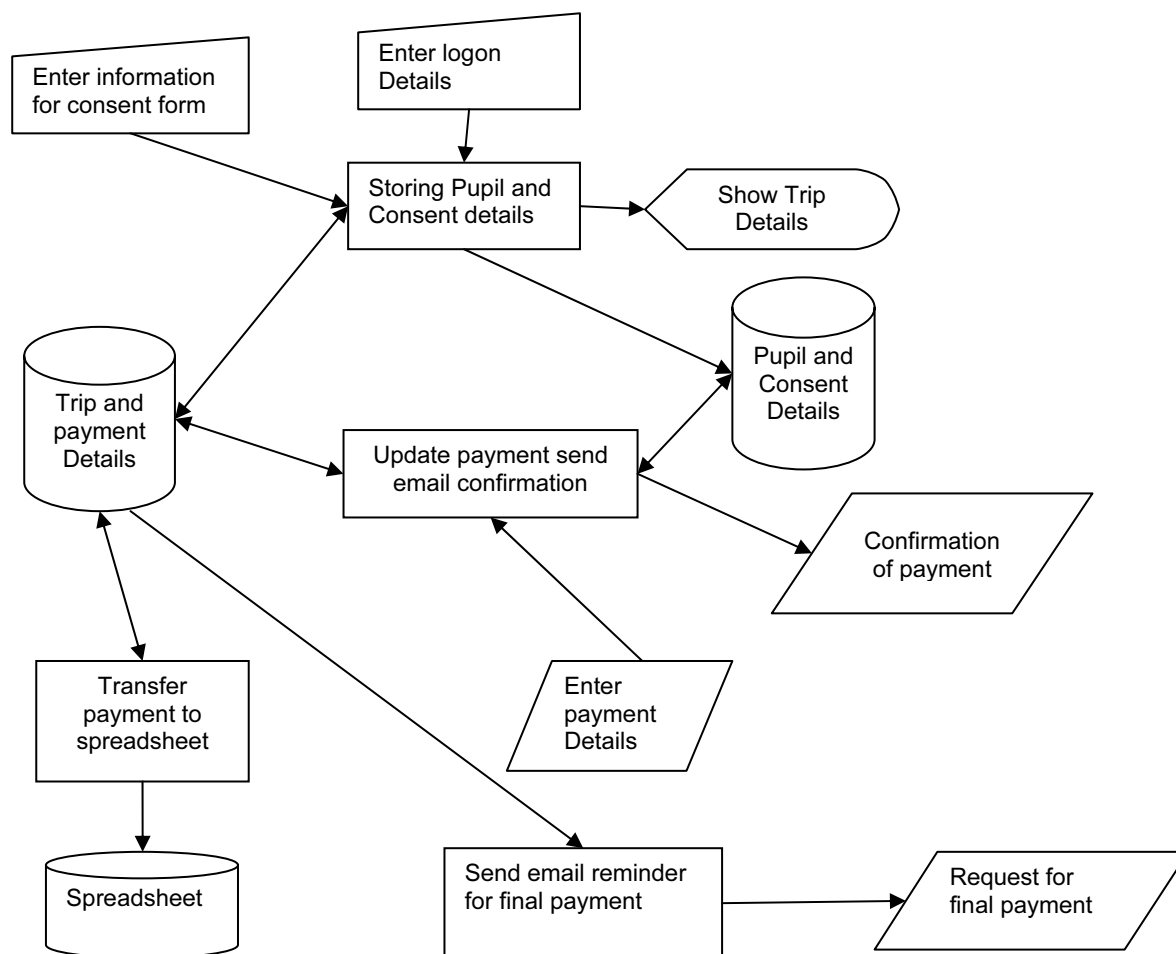 Enter information
for consent form
Enter logon
Details
Storing Pupil and
Consent details
Show Trip
Details
Trip and
payment
Details
Pupil and
Consent
Details
Update payment send
email confirmation
Confirmation
of payment
Transfer
payment to
spreadsheet
Enter
payment
Details
Spreadsheet
Send email reminder
for final payment
Request for
final payment